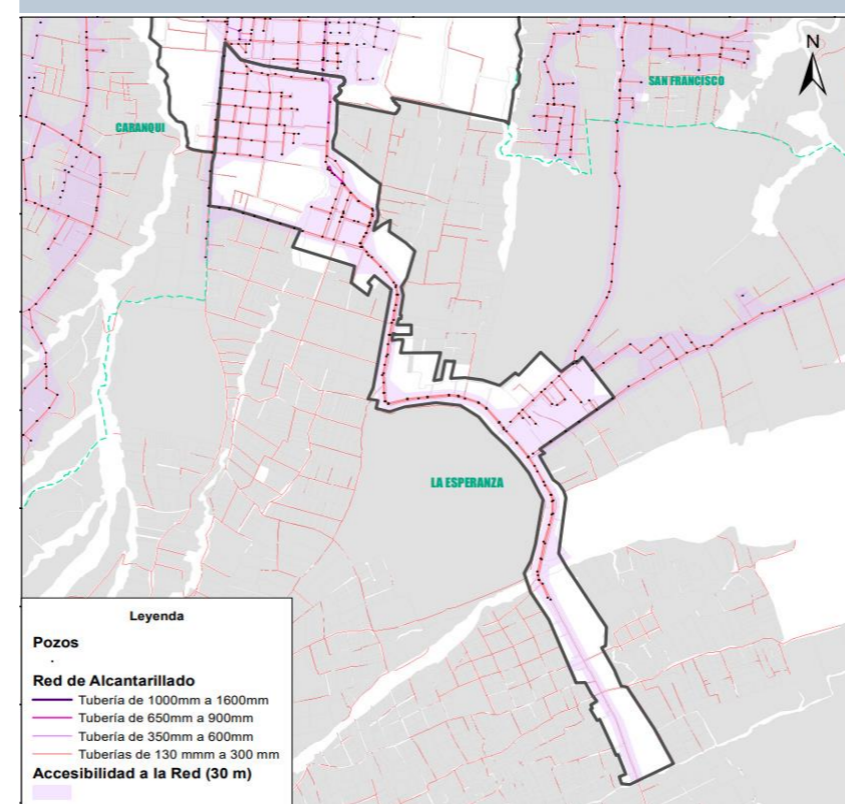 N
SAN FRANCISCO
CARANQUI
LA ESPERANZA
Leyenda
Pozos
Red de Alcantarillado
Tubería de 1000mm a 1600mm
Tubería de 650mm a 900mm
Tubería de 350mm a 600mm
Tuberías de 130 mmm a 300 mm
Accesibilidad a la Red (30 m)